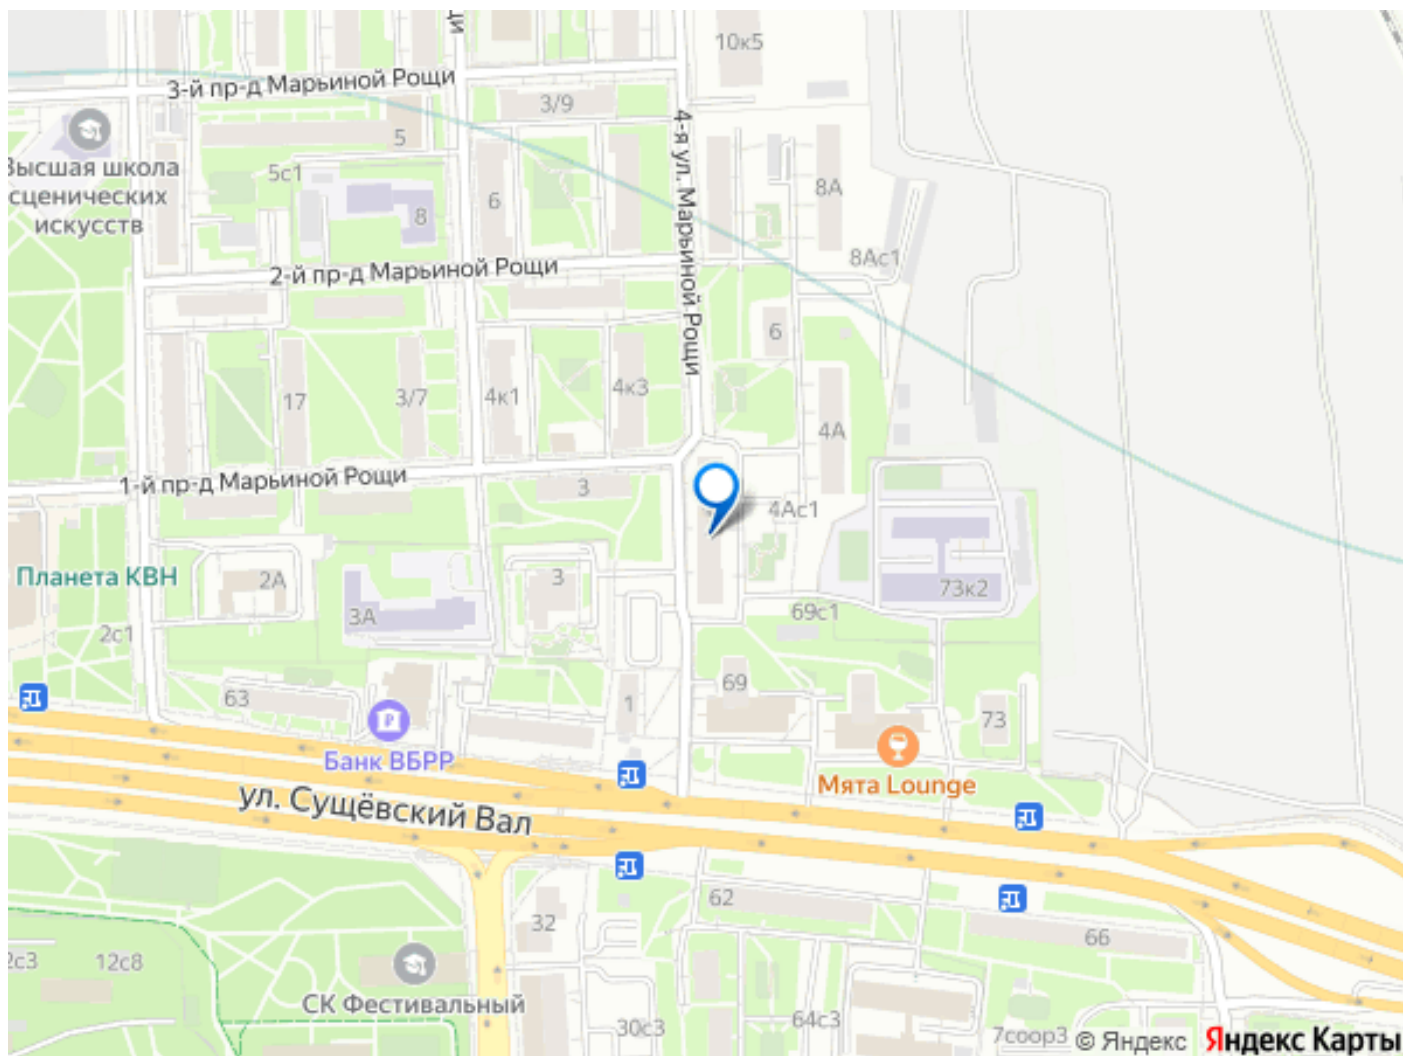 10к5
3-й пр-д Марьиной Рощи
3/9
5
4-я ул. Марьиной Рощи
Высшая школа
сценических
искусств
5с1
6
8А
8
8Ас1
2-й пр-д Марьиной Рощи
6
17
3/7
4к1
4к3
4А
1-й пр-д Марьиной Рощи
3
4Ас1
Планета КВН
2А
3
73к2
3А
69с1
2с1
63
69
1
73
Банк ВБРР
Мята Lounge
ул. Сущёвский Вал
62
32
66
12с8
СК Фестивальный
30с3
64с3
7соор3
© Яндекс
Яндекс Карты